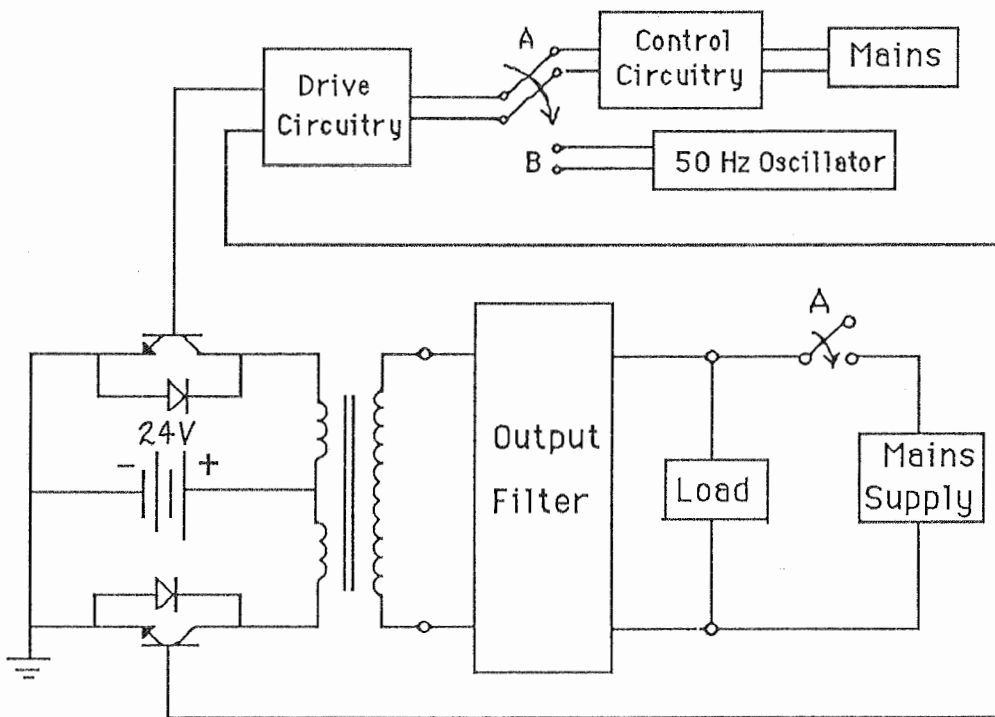 A
Control
Circuitry
Mains
Drive
Circuitry
B
50 Hz Oscillator
A
24V
- +
Output
Filter
Load
Mains
Supply